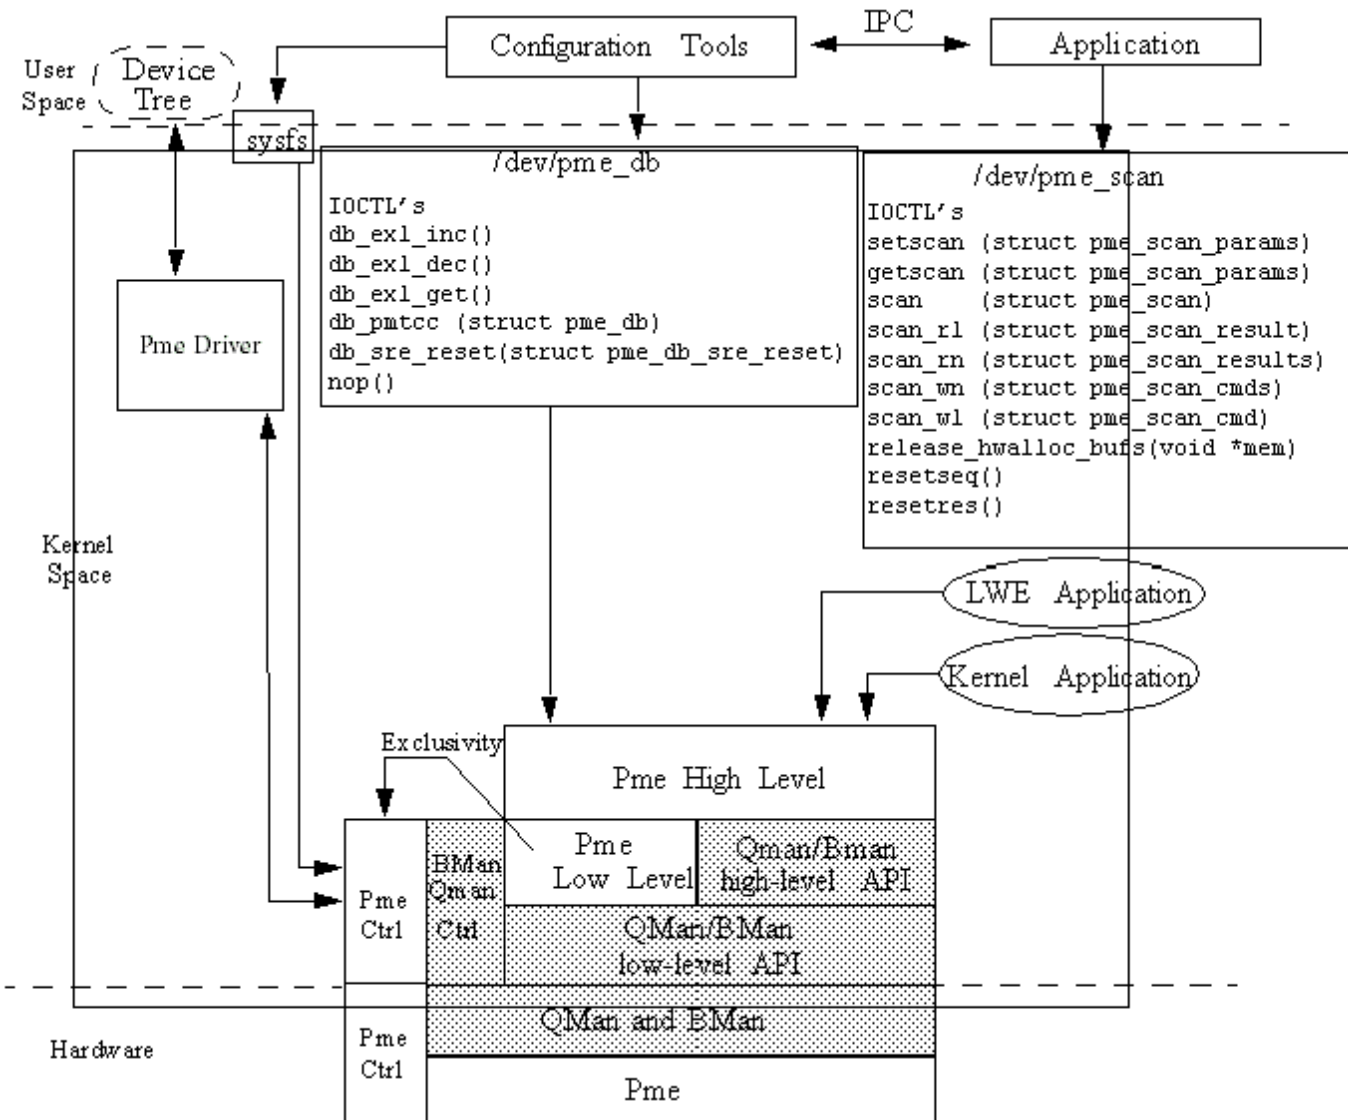 IPC
Configuration Tools
Application
User
Space
Device
Tree
sysfs
/dev/pme_db
IOCTL's
db_exl_inc()
db_exl_dec()
db_exl_get()
db_pmtcc (struct pme_db)
db_sre_reset(struct pme_db_sre_reset)
nop()
/dev/pme_scan
IOCTL's
setscan (struct pme_scan_params)
getscan (struct pme_scan_params)
scan (struct pme_scan)
scan_rl (struct pme_scan_result)
scan_rn (struct pme_scan_results)
scan_wn (struct pme_scan_cmds)
scan_wl (struct pme_scan_cmd)
release_hwalloc_bufs(void *mem)
resetseq()
resetres()
Pme Driver
Kernel
Space
LWE Application
Kernel Application
Exclusivity
Pme High Level
Pme
Ctrl
BMan
Qman
Ctrl
Pme
Low Level
Qman/Bman
high-level API
QMan/BMan
low-level API
QMan and BMan
Hardware
Pme
Ctrl
Pme